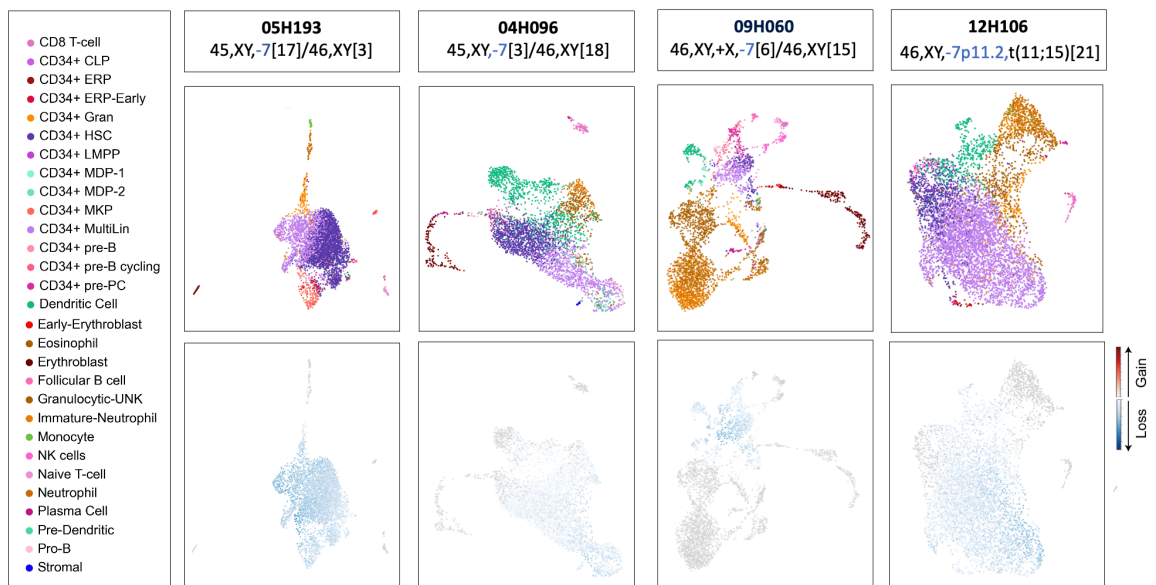 05H193
45,XY,-7[17]/46,XY[3]
04H096
45,XY,-7[3]/46,XY[18]
09H060
46,XY,+X,-7[6]/46,XY[15]
12H106
46,XY,-7p11.2,t(11;15)[21]
CD8 T-cell
CD34+ CLP
CD34+ ERP
CD34+ ERP-Early
CD34+ Gran
CD34+ HSC
CD34+ LMPP
CD34+ MDP-1
CD34+ MDP-2
CD34+ MKP
CD34+ MultiLin
CD34+ pre-B
CD34+ pre-B cycling
CD34+ pre-PC
Dendritic Cell
Early-Erythroblast
Eosinophil
Erythroblast
Follicular B cell
Granulocytic-UNK
Immature-Neutrophil
Monocyte
NK cells
Naive T-cell
Neutrophil
Plasma Cell
Pre-Dendritic
Pro-B
Stromal
Gain
Loss